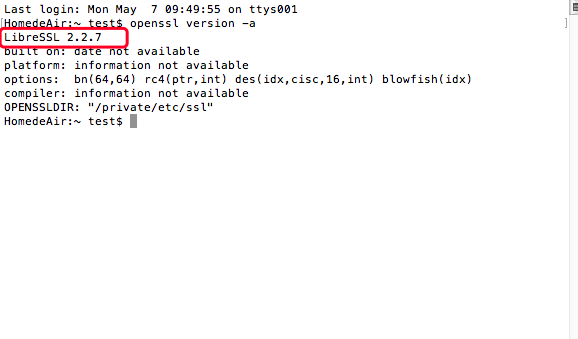 Last login: Mon May  7 09:49:55 on ttys001
[HomedeAir:~ test$ openssl version -a ]
LibreSSL 2.2.7
built on: date not available
platform: information not available
options:  bn(64,64) rc4(ptr,int) des(idx,cisc,16,int) blowfish(idx)
compiler: information not available
OPENSSLDIR: "/private/etc/ssl"
HomedeAir:~ test$